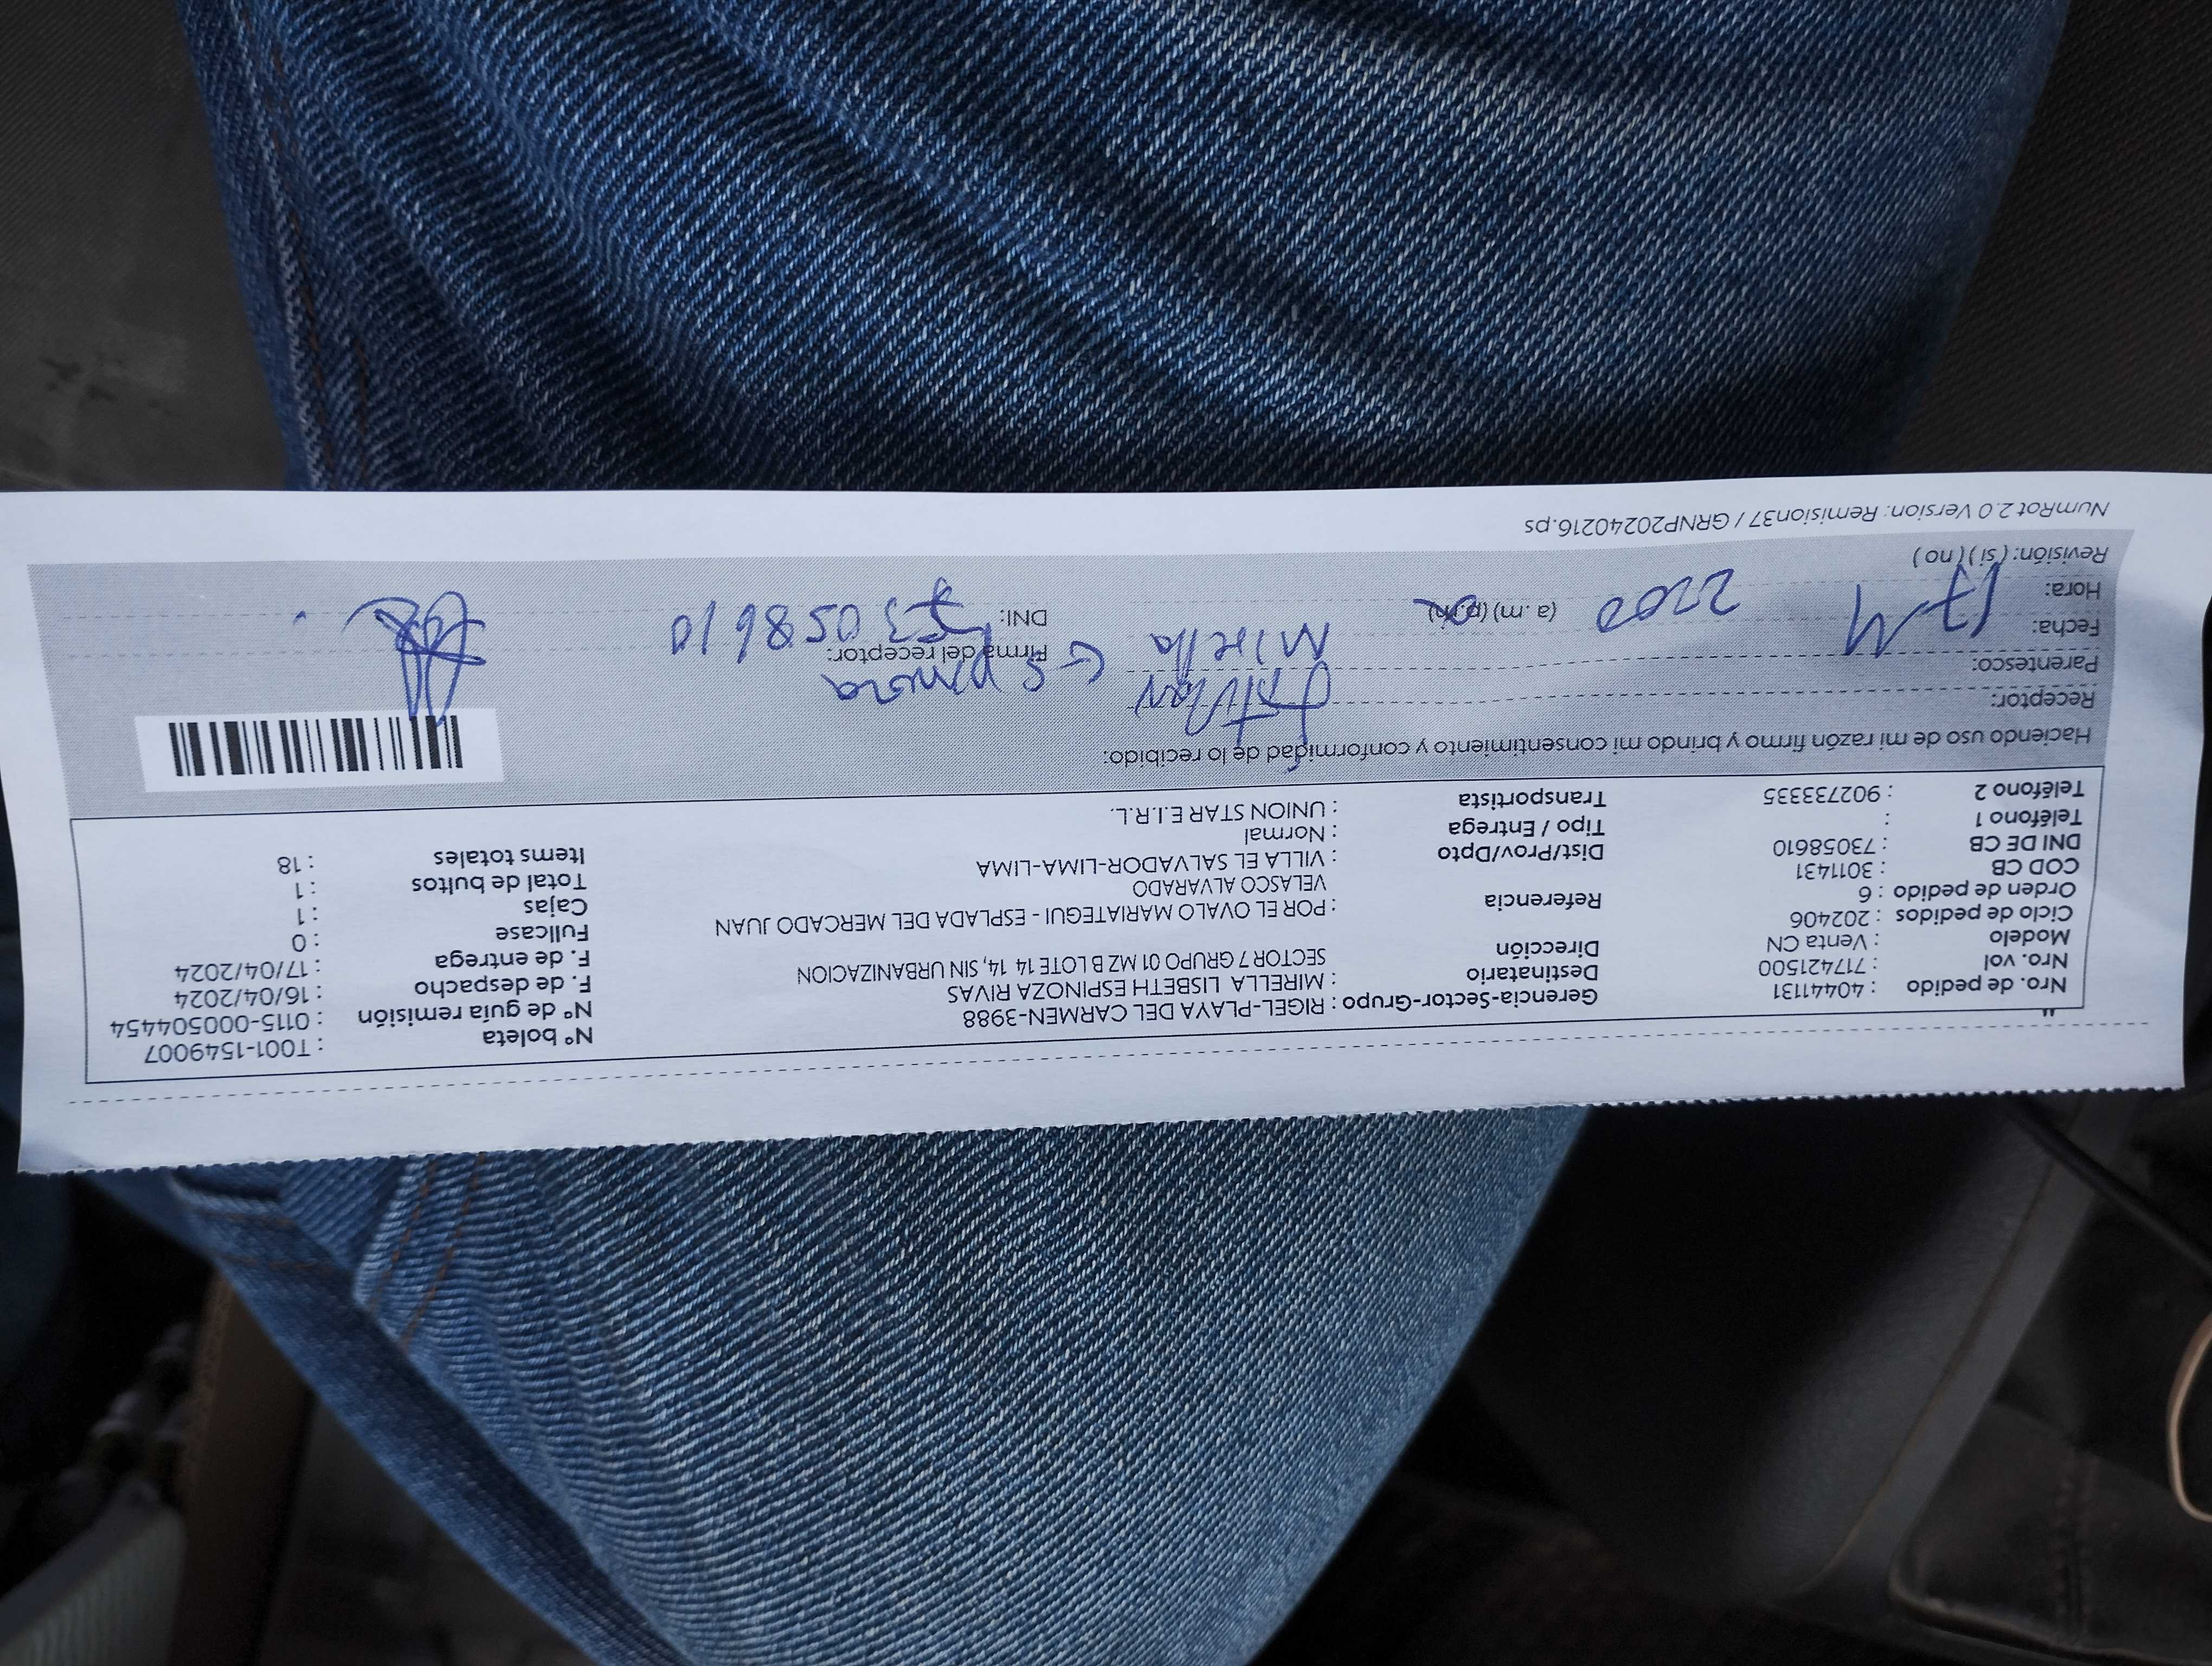 Nro. de pedido : 40441131
Nro. vol : 717421500
Modelo : Venta CN
Ciclo de pedidos : 202406
Orden de pedido : 6
COD CB : 3011431
DNI DE CB : 73058610
Teléfono 1 :
Teléfono 2 : 902733335
Gerencia-Sector-Grupo : RIGEL-PLAYA DEL CARMEN-3988
Destinatario : MIRELLA LISBETH ESPINOZA RIVAS
Dirección SECTOR 7 GRUPO 01 MZ B LOTE 14 14, SIN URBANIZACION
Referencia : POR EL OVALO MARIATEGUI - ESPLADA DEL MERCADO JUAN
VELASCO ALVARADO
Dist/Prov/Dpto : VILLA EL SALVADOR-LIMA-LIMA
Tipo / Entrega : Normal
Transportista : UNION STAR E.I.R.L.
Nº boleta : T001-1549007
Nº de guía remisión : 0115-000504454
F. de despacho : 16/04/2024
F. de entrega : 17/04/2024
Fullcase : 0
Cajas : 1
Total de bultos : 1
Items totales : 18
Haciendo uso de mi razón firmo y brindo mi consentimiento y conformidad de lo recibido.
Receptor:
Parentesco: Mirella
Fecha: 17
Firma del receptor:
Hora: 2200 (a.m) (p.m)
DNI: 73058610
Revisión: ( si ) ( no )
NumRot 2.0 Version: Remision37 / GRNP20240216.ps